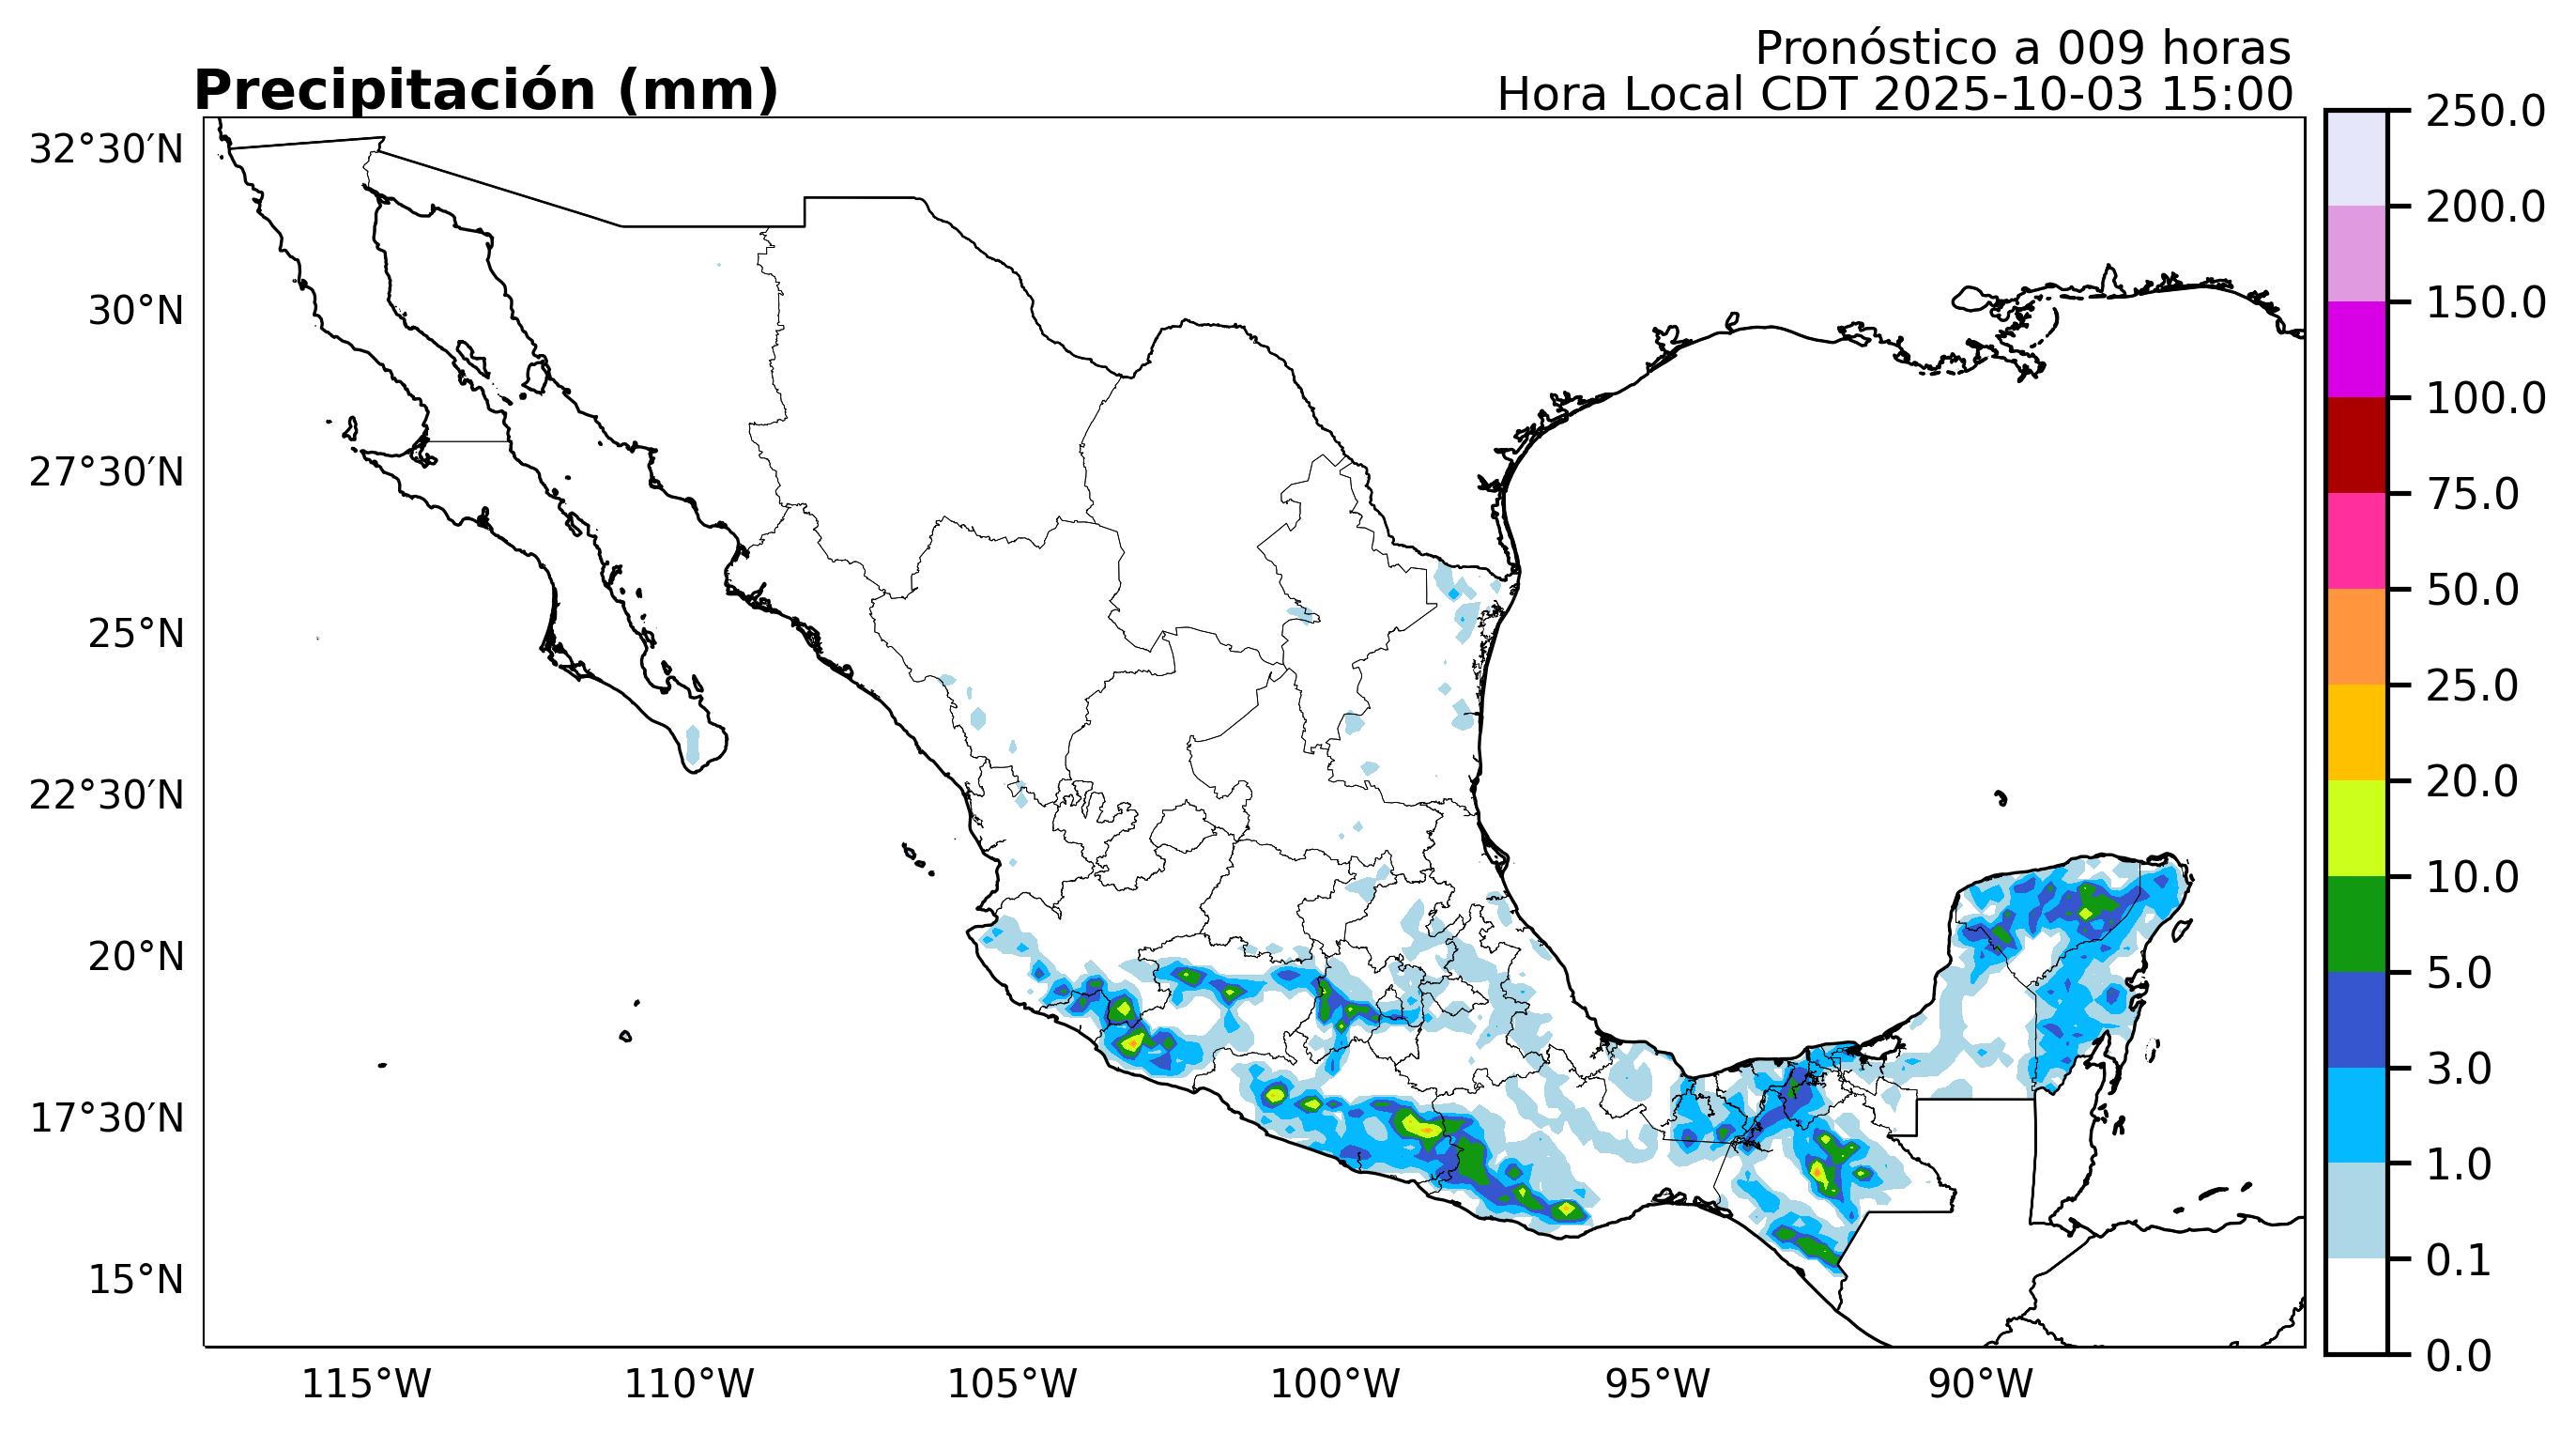 Pronóstico a 009 horas
Precipitación (mm)
Hora Local CDT 2025-10-03 15:00
32°30′N
30°N
27°30′N
25°N
22°30′N
20°N
17°30′N
15°N
115°W
110°W
105°W
100°W
95°W
90°W
250.0
200.0
150.0
100.0
75.0
50.0
25.0
20.0
10.0
5.0
3.0
1.0
0.1
0.0